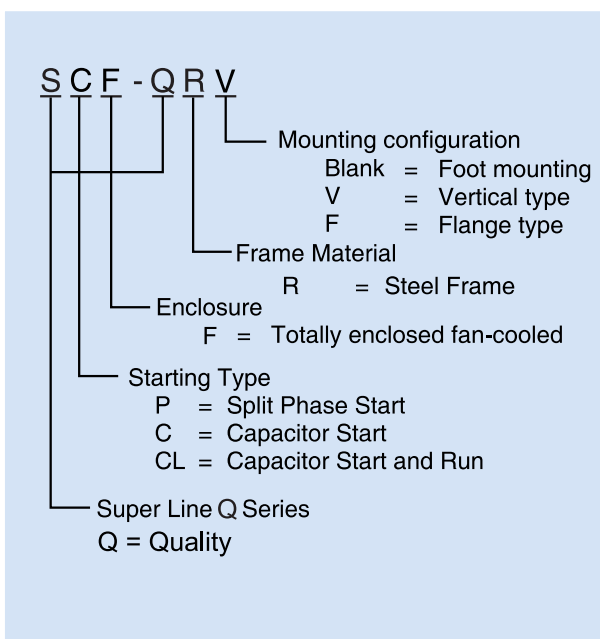 SCF-QRV
Mounting configuration
Blank = Foot mounting
V = Vertical type
F = Flange type
Frame Material
R = Steel Frame
Enclosure
F = Totally enclosed fan-cooled
Starting Type
P = Split Phase Start
C = Capacitor Start
CL = Capacitor Start and Run
Super Line Q Series
Q = Quality